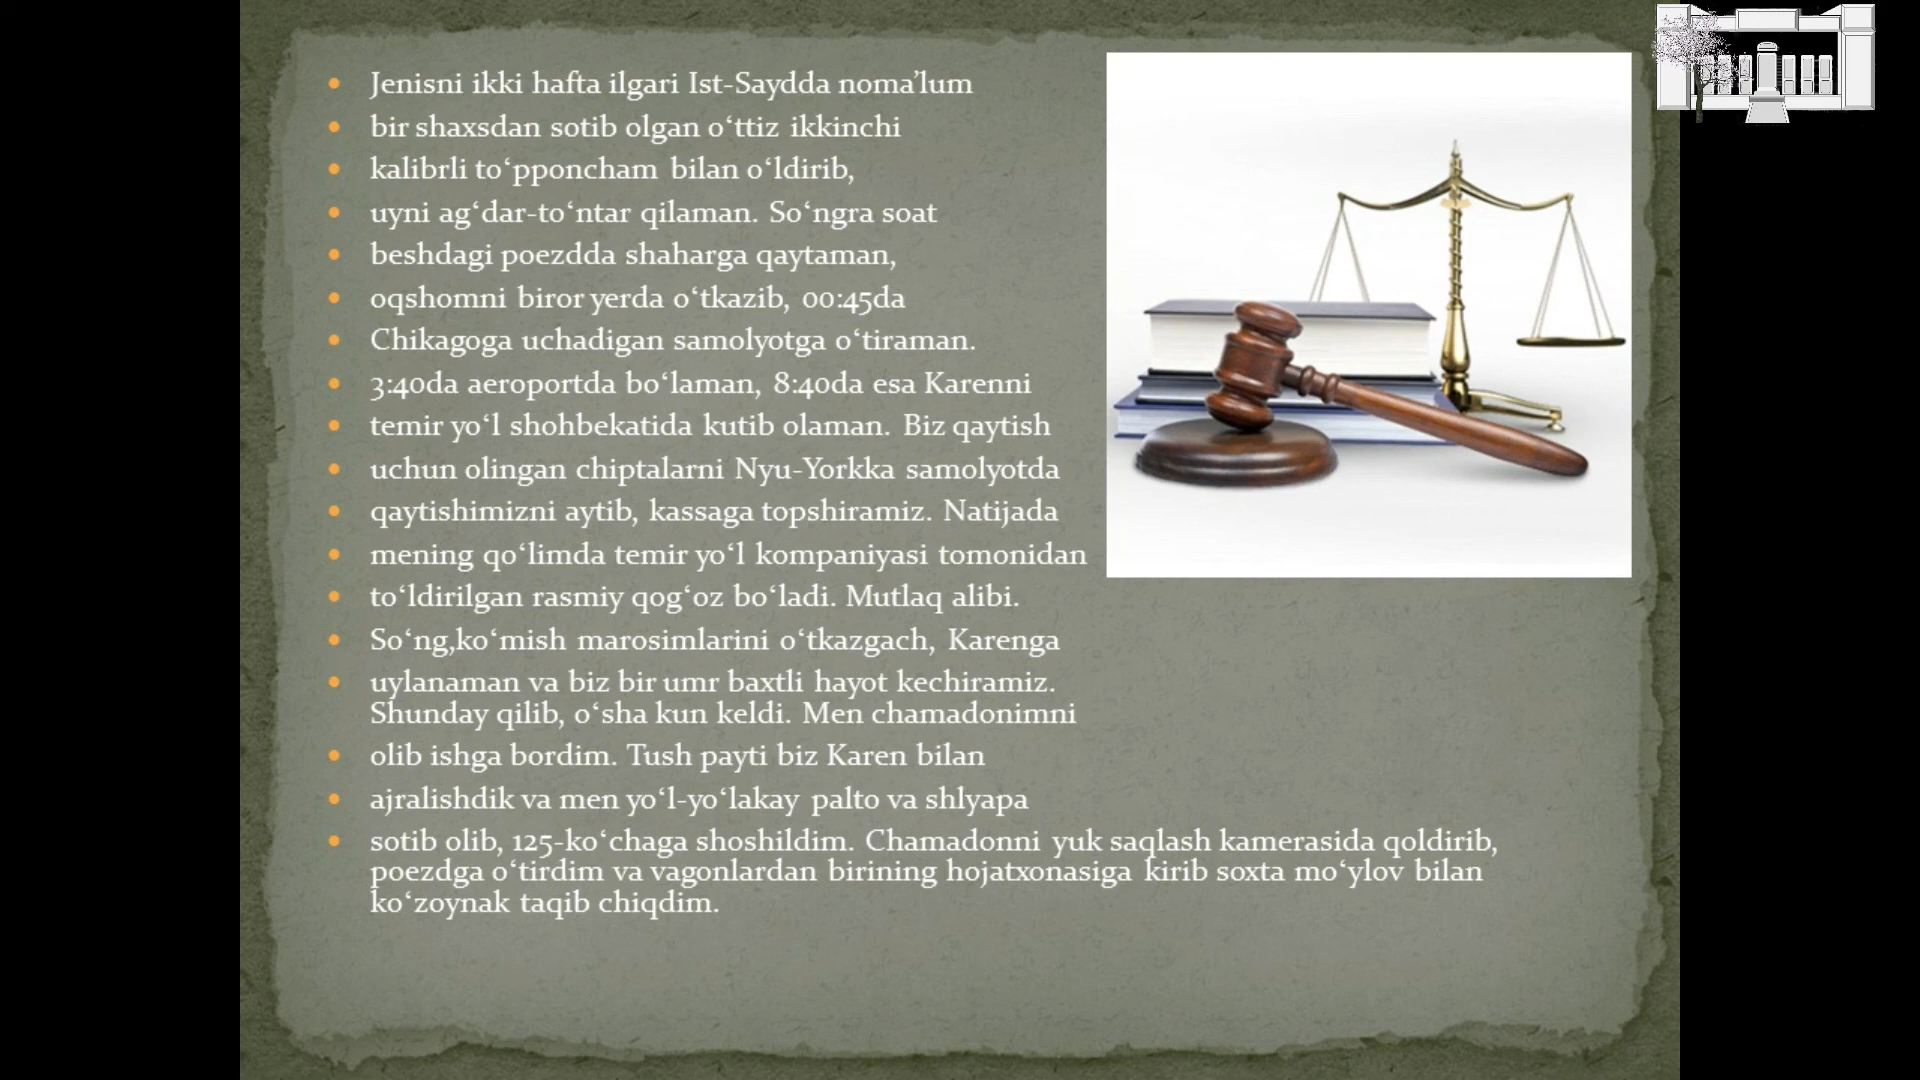 Jenisni ikki hafta ilgari Ist-Saydda noma’lum
bir shaxsdan sotib olgan o‘ttiz ikkinchi
kalibrli to‘pponcham bilan o‘ldirib,
uyni ag‘dar-to‘ntar qilaman. So‘ngra soat
beshdagi poezdda shaharga qaytaman,
oqshomni biror yerda o‘tkazib, 00:45da
Chikagoga uchadigan samolyotga o‘tiraman.
3:40da aeroportda bo‘laman, 8:40da esa Karenni
temir yo‘l shohbekatida kutib olaman. Biz qaytish
uchun olingan chiptalarni Nyu-Yorkka samolyotda
qaytishimizni aytib, kassaga topshiramiz. Natijada
mening qo‘limda temir yo‘l kompaniyasi tomonidan
to‘ldirilgan rasmiy qog‘oz bo‘ladi. Mutlaq alibi.
So‘ng,ko‘mish marosimlarini o‘tkazgach, Karenga
uylanaman va biz bir umr baxtli hayot kechiramiz.
Shunday qilib, o‘sha kun keldi. Men chamadonimni
olib ishga bordim. Tush payti biz Karen bilan
ajralishdik va men yo‘l-yo‘lakay palto va shlyapa
sotib olib, 125-ko‘chaga shoshildim. Chamadonni yuk saqlash kamerasida qoldirib,
poezdga o‘tirdim va vagonlardan birining hojatxonasiga kirib soxta mo‘ylov bilan
ko‘zoynak taqib chiqdim.